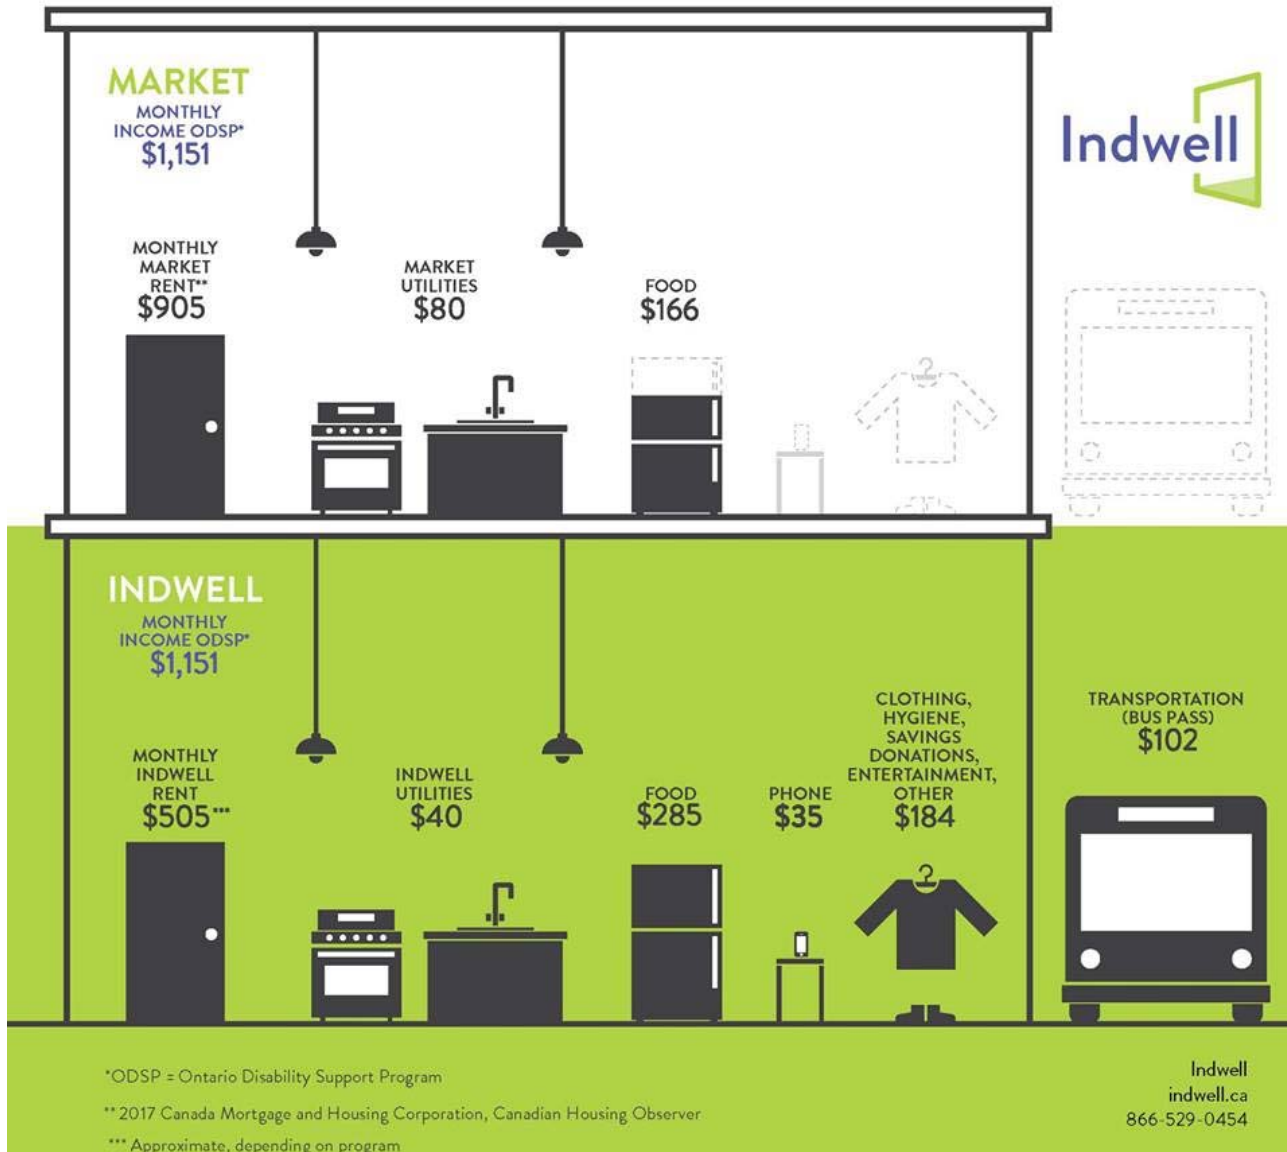 MARKET
MONTHLY
INCOME ODSP*
$1,151
Indwell
MONTHLY
MARKET
RENT**
$905
MARKET
UTILITIES
$80
FOOD
$166
INDWELL
MONTHLY
INCOME ODSP*
$1,151
MONTHLY
INDWELL
RENT
$505***
INDWELL
UTILITIES
$40
FOOD
$285
PHONE
$35
CLOTHING,
HYGIENE,
SAVINGS
DONATIONS,
ENTERTAINMENT,
OTHER
$184
TRANSPORTATION
(BUS PASS)
$102
*ODSP = Ontario Disability Support Program
**2017 Canada Mortgage and Housing Corporation, Canadian Housing Observer
*** Approximate, depending on program
Indwell
indwell.ca
866-529-0454